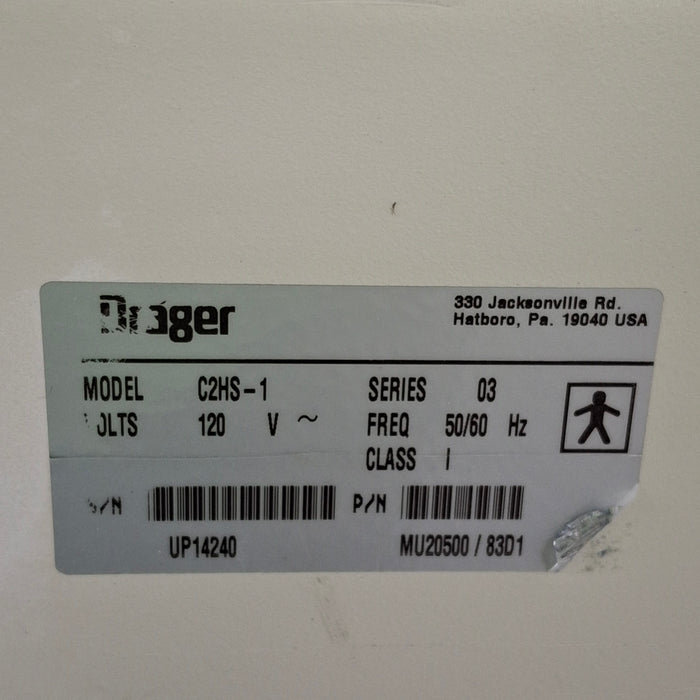 Dräger
330 Jacksonville Rd.
Hatboro, Pa. 19040 USA
MODEL C2HS-1 SERIES 03
VOLTS 120 V ~ FREQ 50/60 Hz
CLASS I
S/N P/N
UP14240 MU20500 / 83D1